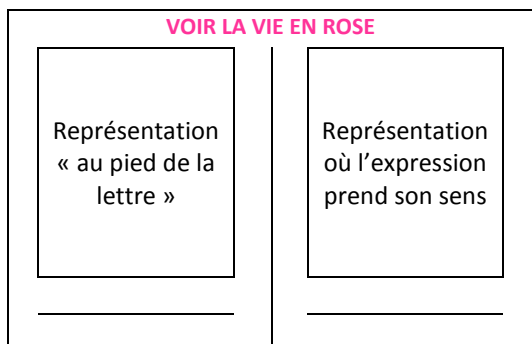 VOIR LA VIE EN ROSE
Représentation
« au pied de la
lettre »
Représentation
où l’expression
prend son sens